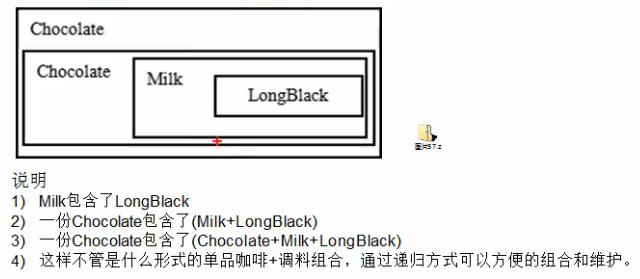 Chocolate
Chocolate
Milk
LongBlack
说明
1) Milk包含了LongBlack
2) 一份Chocolate包含了(Milk+LongBlack)
3) 一份Chocolate包含了(Chocolate+Milk+LongBlack)
4) 这样不管是什么形式的单品咖啡+调料组合，通过递归方式可以方便的组合和维护。